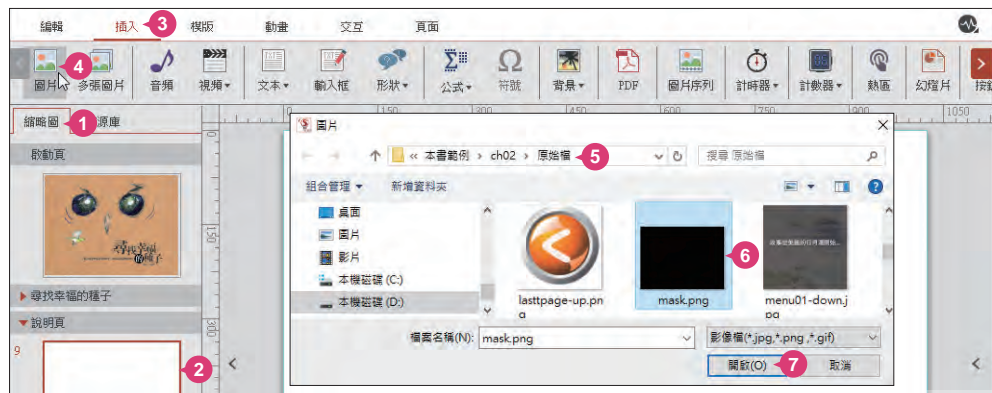 編輯 插入 3 模版 動畫 交互 頁面
4
圖片 多張圖片 音頻 視頻 文本 輸入框 形狀 公式 符號 背景 PDF 圖片序列 計時器 計數器 熱區 幻燈片 按鈕
縮略圖 1 源庫
0 150 300 450 600 750 900 1050
啟動頁
尋找幸福的種子
0
150
300
尋找幸福的種子
說明頁
9
2
圖片
« 本書範例 › ch02 › 原始檔 5
搜尋 原始檔
組合管理 新增資料夾
桌面
圖片
影片
本機磁碟 (C:)
本機磁碟 (D:)
6
lasttpage-up.png
mask.png
menu01-down.jpg
檔案名稱(N): mask.png
影像檔(*.jpg,*.png ,*.gif)
開啟(O) 7 取消